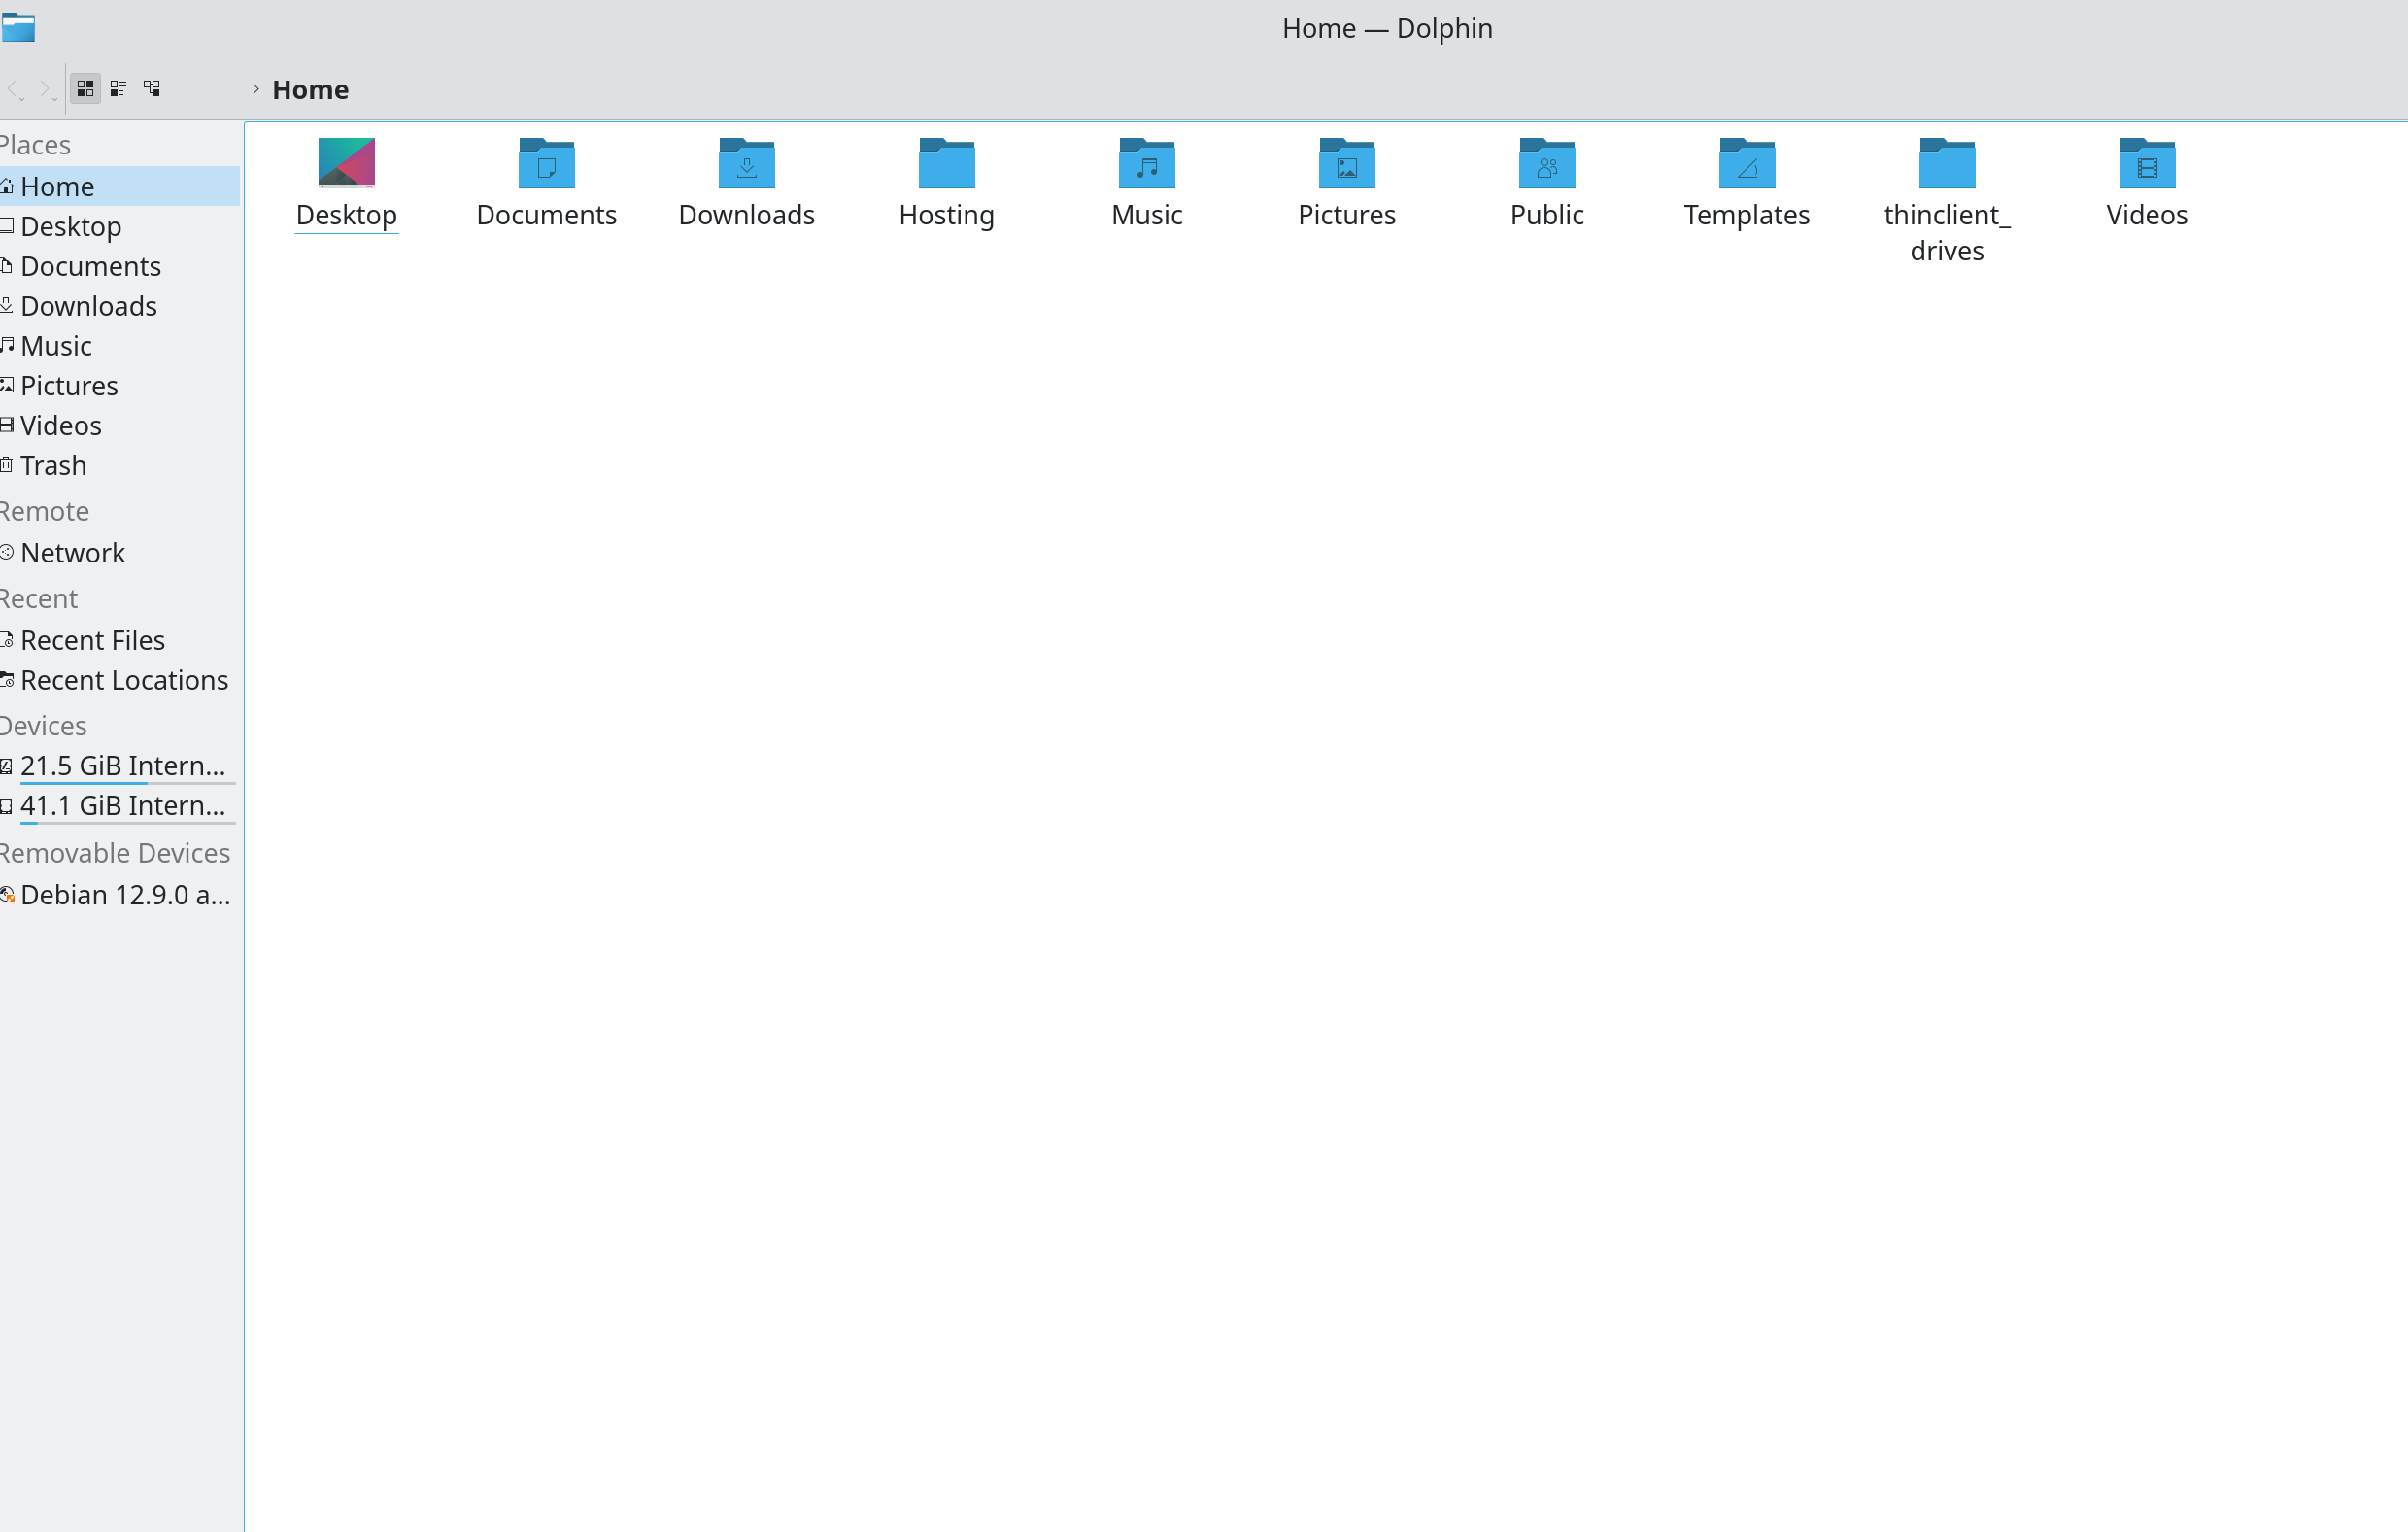 Home — Dolphin
Home
Places
Home
Desktop
Documents
Downloads
Music
Pictures
Videos
Trash
Remote
Network
Recent
Recent Files
Recent Locations
Devices
21.5 GiB Intern...
41.1 GiB Intern...
Removable Devices
Debian 12.9.0 a...
Desktop
Documents
Downloads
Hosting
Music
Pictures
Public
Templates
thinclient_
drives
Videos